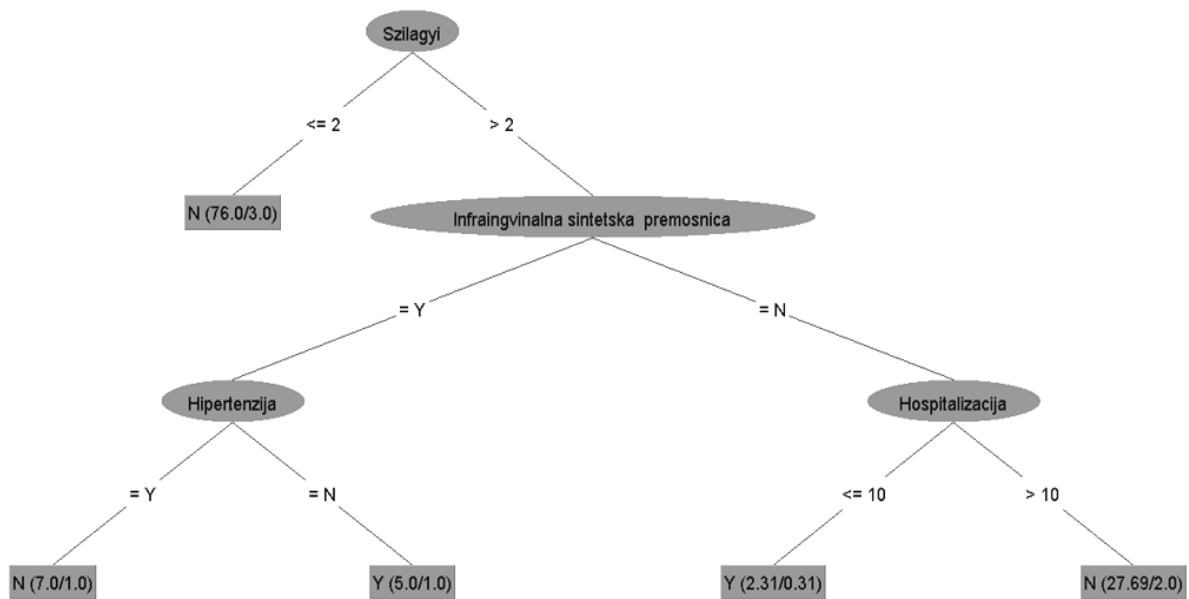 Szilagyi
<= 2
> 2
N (76.0/3.0)
Infraingvinalna sintetska premosnica
= Y
= N
Hipertenzija
Hospitalizacija
= Y
= N
<= 10
> 10
N (7.0/1.0)
Y (5.0/1.0)
Y (2.31/0.31)
N (27.69/2.0)